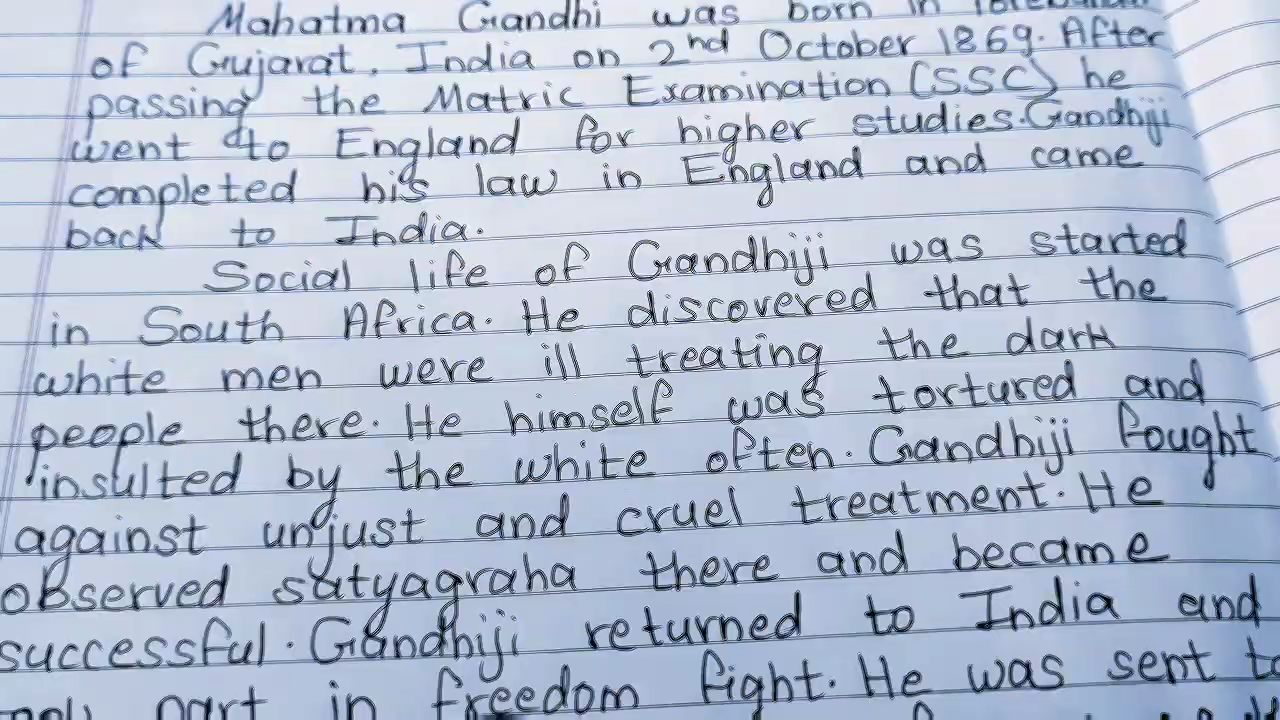 Mahatma Gandhi was born in
of Gujarat, India on 2nd October 1869. After
passing the Matric Examination (SSC) he
went to England for higher studies. Gandhiji
completed his law in England and came
back to India.
Social life of Gandhiji was started
in South Africa. He discovered that the
white men were ill treating the dark
people there. He himself was tortured and
insulted by the white often. Gandhiji fought
against unjust and cruel treatment. He
observed satyagraha there and became
successful. Gandhiji returned to India and
part in freedom fight. He was sent to